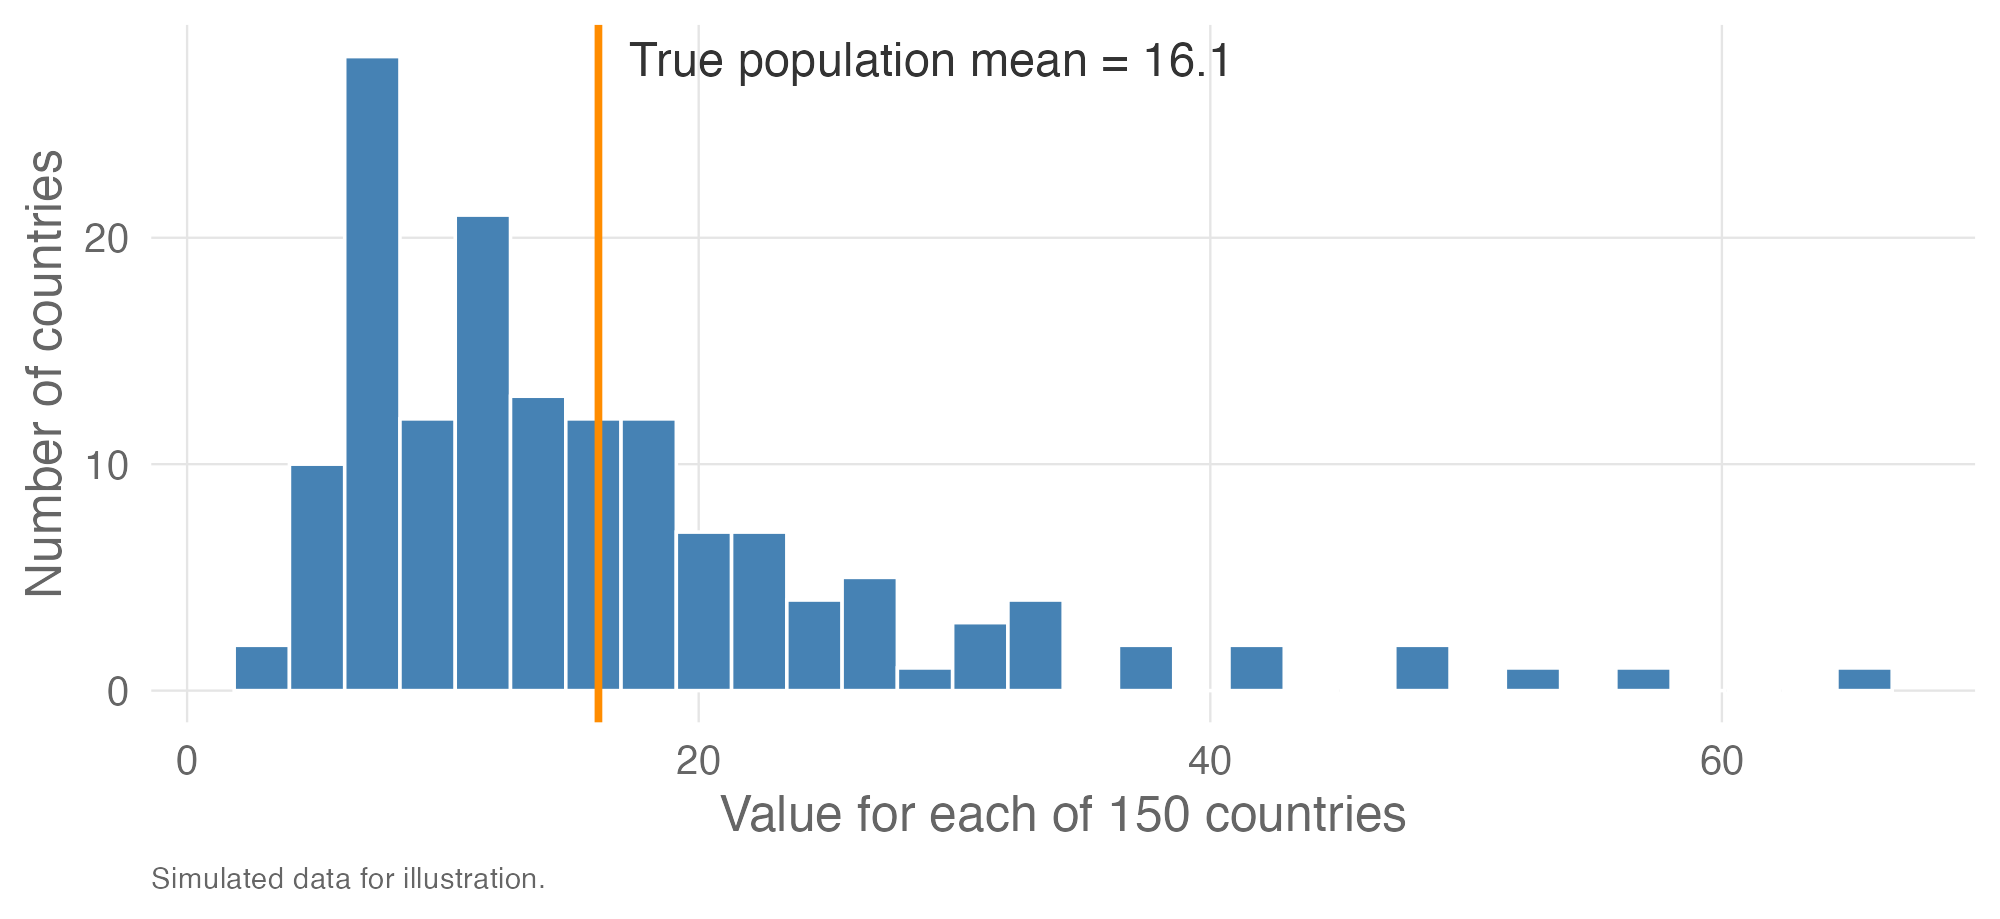 True population mean = 16.1
Number of countries
20
10
0
0 20 40 60
Value for each of 150 countries
Simulated data for illustration.